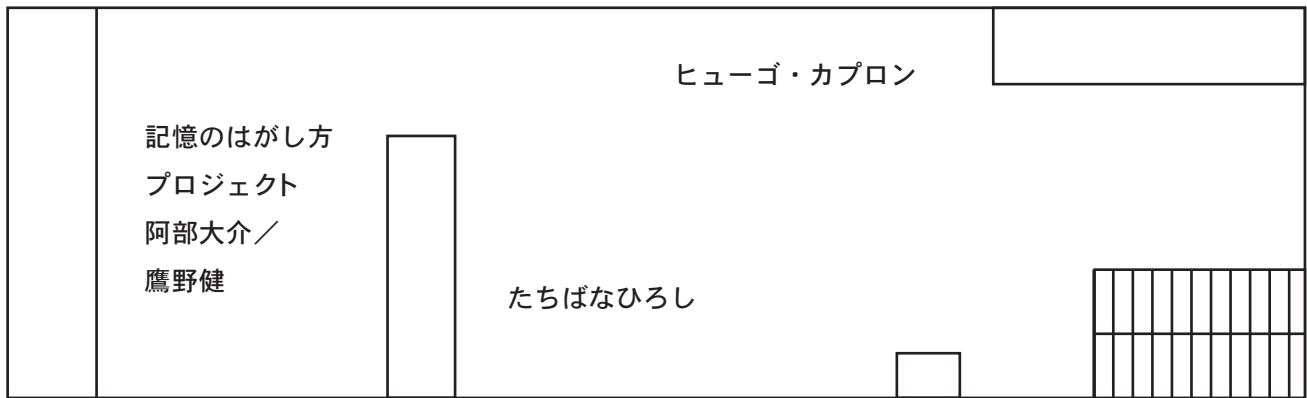 ヒューゴ・カプロン
記憶のはがし方
プロジェクト
阿部大介／
鷹野健
たちばなひろし